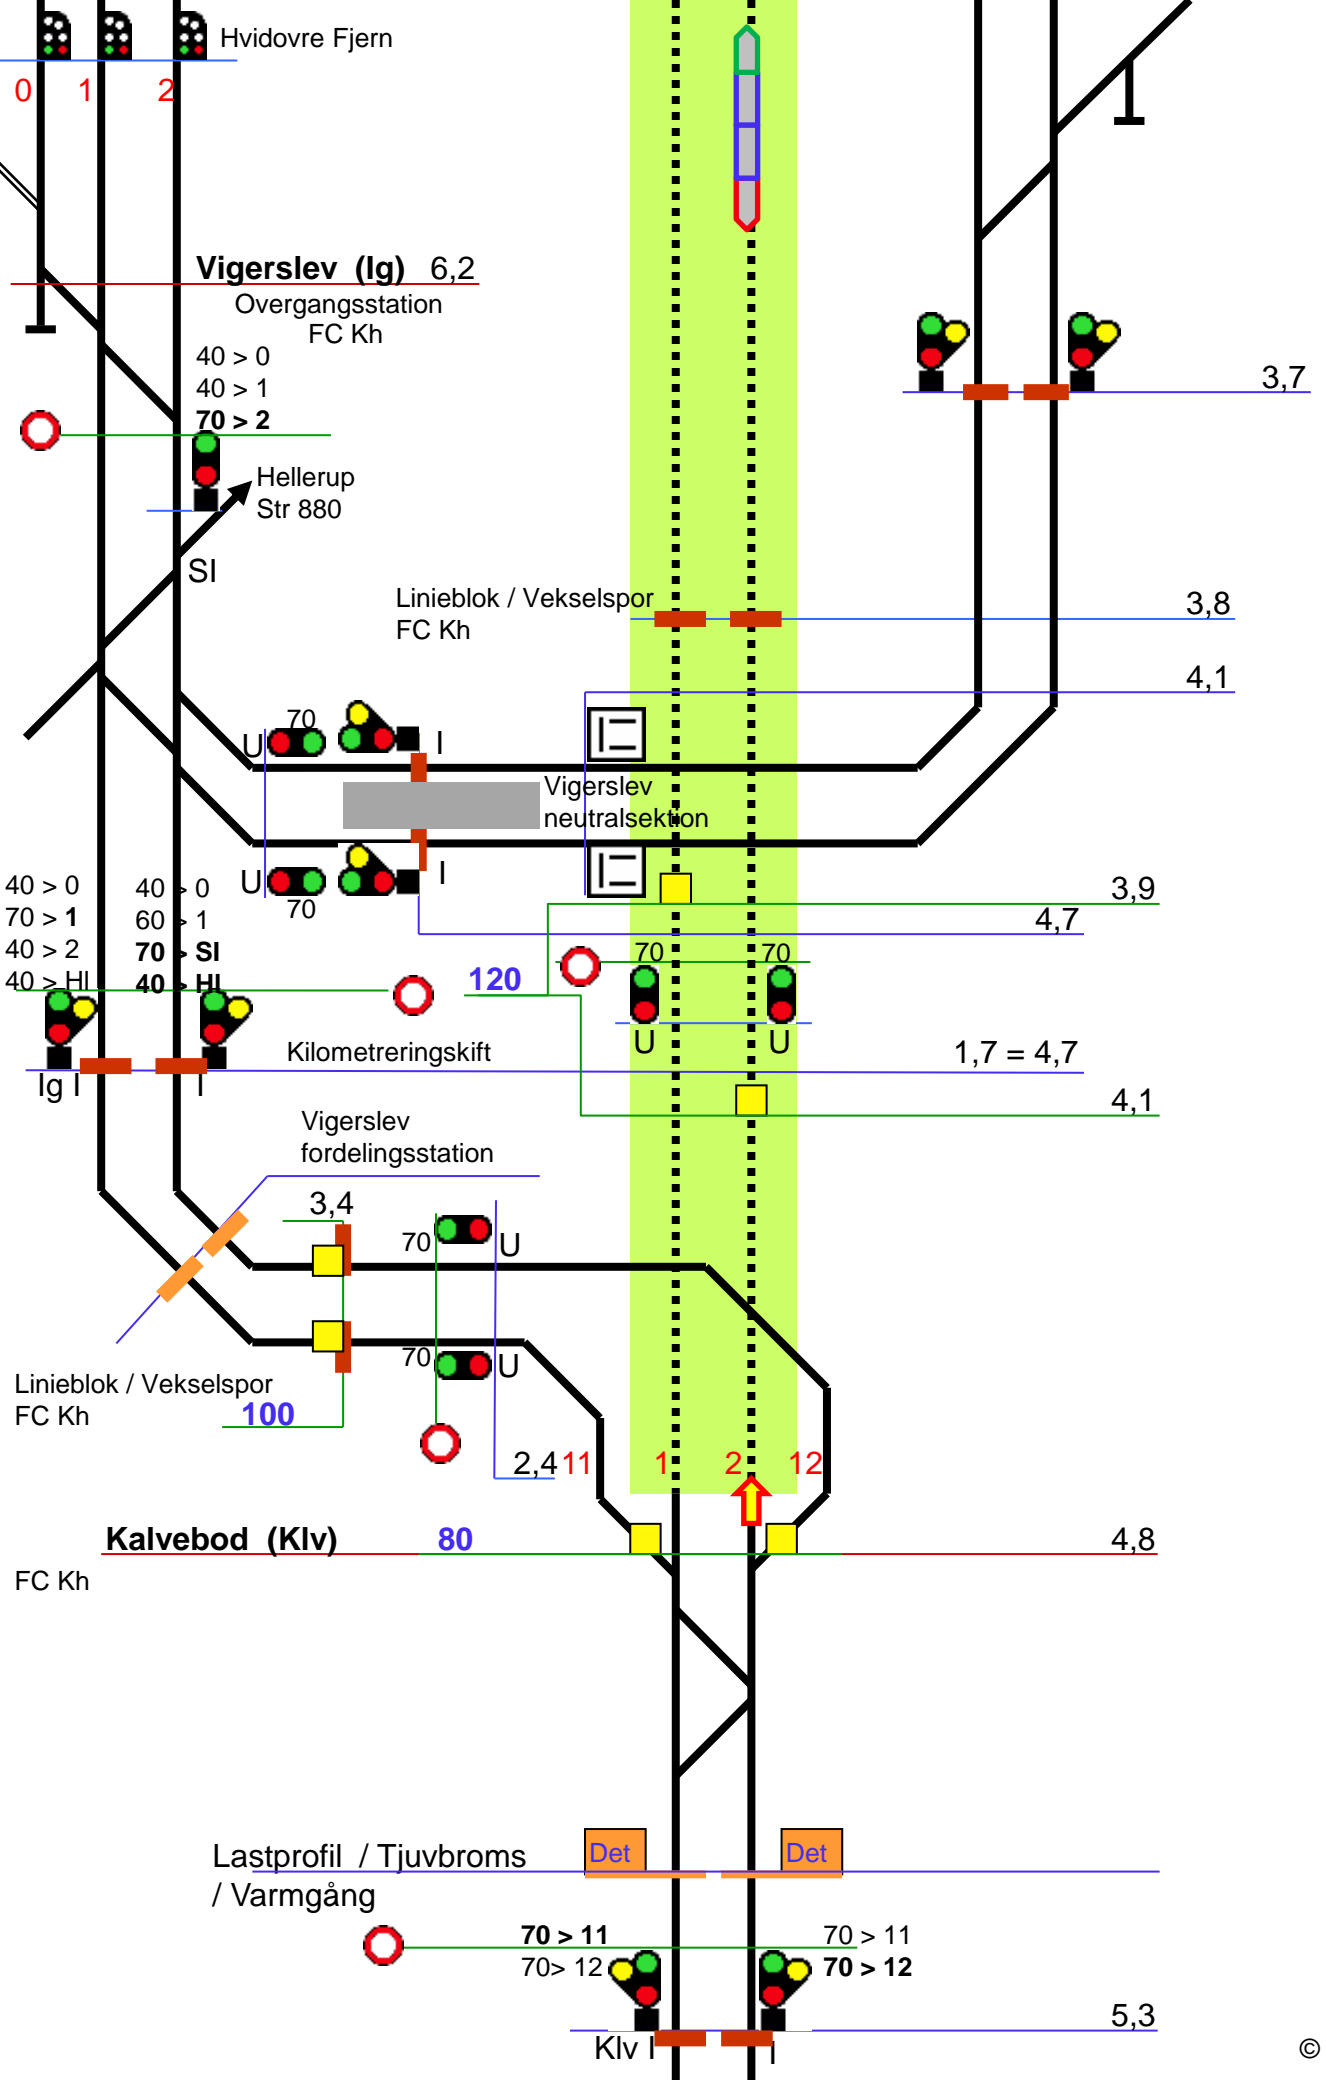 Hvidovre Fjern
0
1
2
Vigerslev (Ig) 6,2
Overgangsstation
FC Kh
40 > 0
40 > 1
70 > 2
3,7
Hellerup
Str 880
SI
Linieblok / Vekselspor
FC Kh
3,8
4,1
70
U
I
Vigerslev
neutralsektion
U
I
70
40 > 0
70 > 1
40 > 2
40 > HI
40 > 0
60 > 1
70 > SI
40 > HI
3,9
4,7
70
70
120
U
U
Kilometreringskift
1,7 = 4,7
Ig I
I
4,1
Vigerslev
fordelingsstation
3,4
70
U
70
U
Linieblok / Vekselspor
FC Kh
100
2,4
11
1
2
12
Kalvebod (Klv)
80
4,8
FC Kh
Det
Det
Lastprofil / Tjuvbroms
/ Varmgång
70 > 11
70> 12
70 > 11
70 > 12
5,3
Klv I
I
©